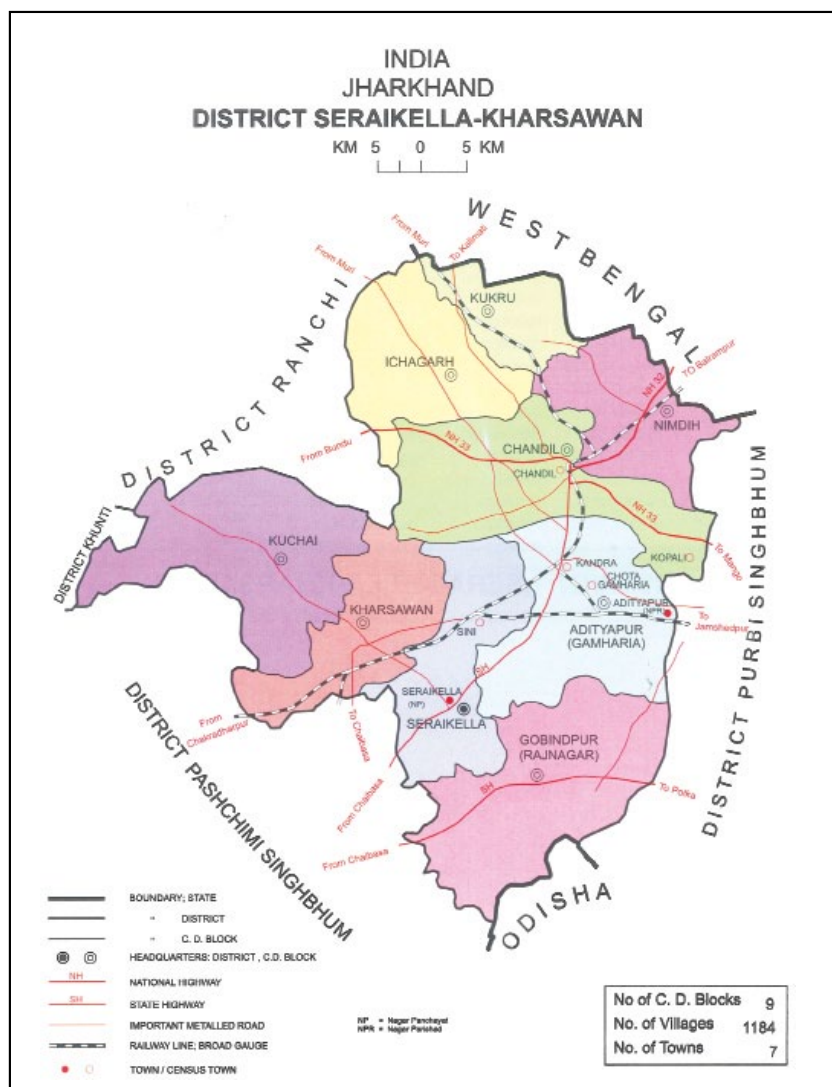 INDIA
JHARKHAND
DISTRICT SERAIKELLA-KHARSAWAN
KM 5 0 5 KM
WEST BENGAL
From Muri
To Kalimati
From Muri
KUKRU
DISTRICT RANCHI
ICHAGARH
TO Balrampur
NH 32
NIMDIH
From Bundu
NH 33
CHANDIL
CHANDIL
DISTRICT KHUNTI
KUCHAI
NH 33
KOPALI
To Mango
KANDRA
CHOTA
GAMHARIA
KHARSAWAN
ADITYAPUR
(NPR)
SINI
To
Jamshedpur
ADITYAPUR
(GAMHARIA)
DISTRICT PURBI SINGHBHUM
SH
SERAIKELLA
(NP)
SERAIKELLA
From
Chakradharpur
To Chaibasa
From Chaibasa
GOBINDPUR
(RAJNAGAR)
SH
To Potka
From Chaibasa
DISTRICT PASHCHIMI SINGHBHUM
ODISHA
BOUNDARY; STATE
" DISTRICT
" C. D. BLOCK
HEADQUARTERS: DISTRICT , C.D. BLOCK
NH NATIONAL HIGHWAY
SH STATE HIGHWAY
IMPORTANT METALLED ROAD
RAILWAY LINE; BROAD GAUGE
TOWN / CENSUS TOWN
NP = Nagar Panchayat
NPR = Nagar Parishad
No of C. D. Blocks 9
No. of Villages 1184
No. of Towns 7